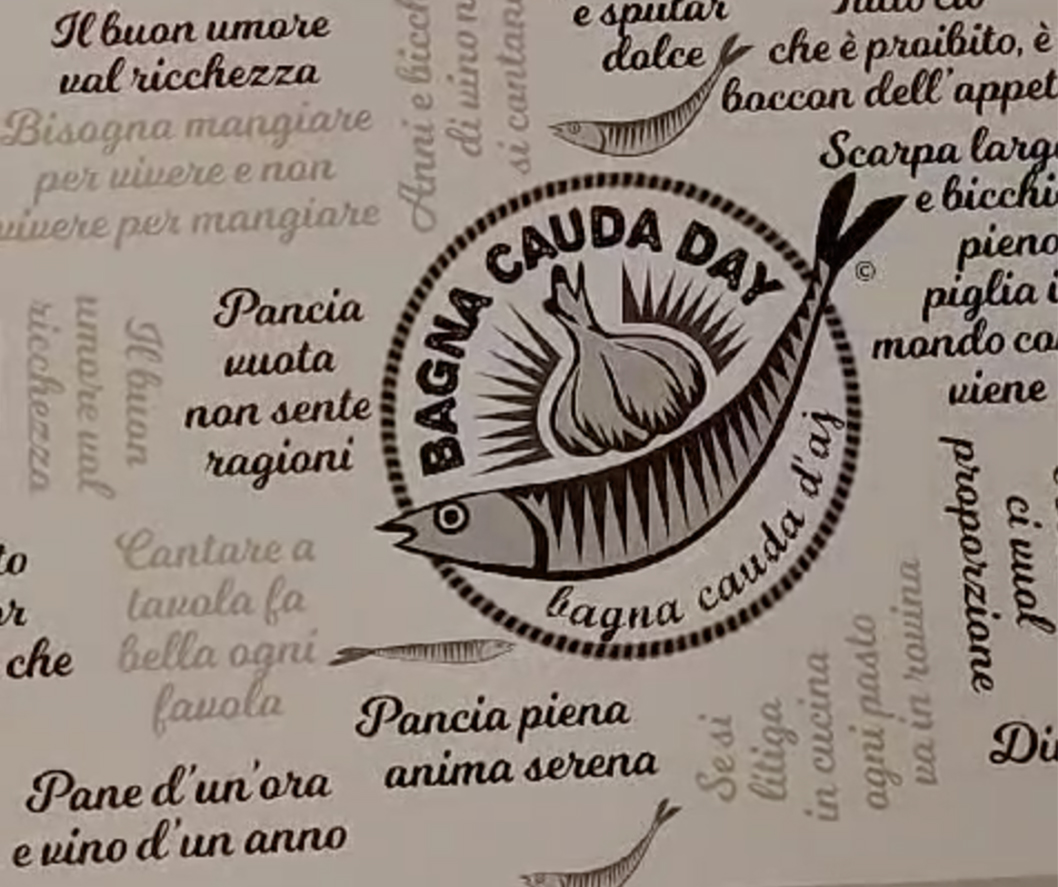 Il buon umore
val ricchezza
Bisogna mangiare
per vivere e non
vivere per mangiare
Anni e bicch
di vino n
si cantan
e sputar
dolce
che è proibito, è
boccon dell'appet
Scarpa larg
e bicchi
pieno
piglia i
mondo co
viene
BAGNA CAUDA DAY
©
bagna cauda d'aj
Pancia
vuota
non sente
ragioni
Il buon
umore val
ricchezza
Cantare a
tavola fa
bella ogni
favola
to
or
che
Pancia piena
anima serena
Pane d'un'ora
e vino d'un anno
Se si
litiga
in cucina
ogni pasto
va in rovina
ci vuol
proporzione
Di